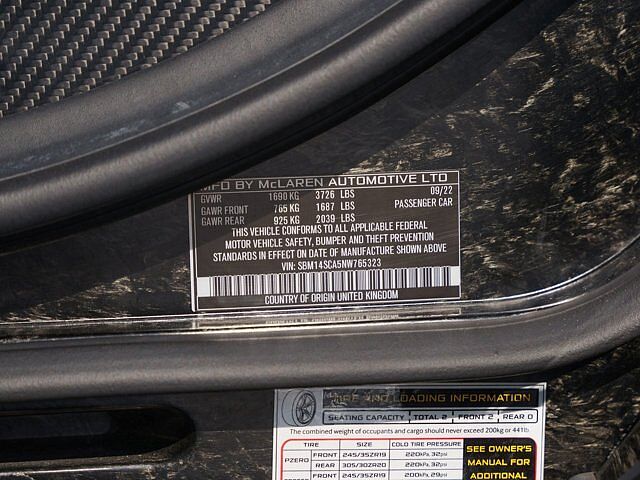 MFD BY McLAREN AUTOMOTIVE LTD
GVWR 1690 KG 3726 LBS 09/22
GAWR FRONT 765 KG 1687 LBS PASSENGER CAR
GAWR REAR 925 KG 2039 LBS
THIS VEHICLE CONFORMS TO ALL APPLICABLE FEDERAL
MOTOR VEHICLE SAFETY, BUMPER AND THEFT PREVENTION
STANDARDS IN EFFECT ON DATE OF MANUFACTURE SHOWN ABOVE
VIN: SBM14SCA5NW765323
COUNTRY OF ORIGIN UNITED KINGDOM
TIRE AND LOADING INFORMATION
SEATING CAPACITY TOTAL 2 FRONT 2 REAR 0
The combined weight of occupants and cargo should never exceed 200kg or 441lb.
TIRE SIZE COLD TIRE PRESSURE
PZERO FRONT 245/35ZR19 220kPa, 32psi
REAR 305/30ZR20 220kPa, 32psi
FRONT 245/35ZR19 200kPa, 29psi
SEE OWNER'S
MANUAL FOR
ADDITIONAL